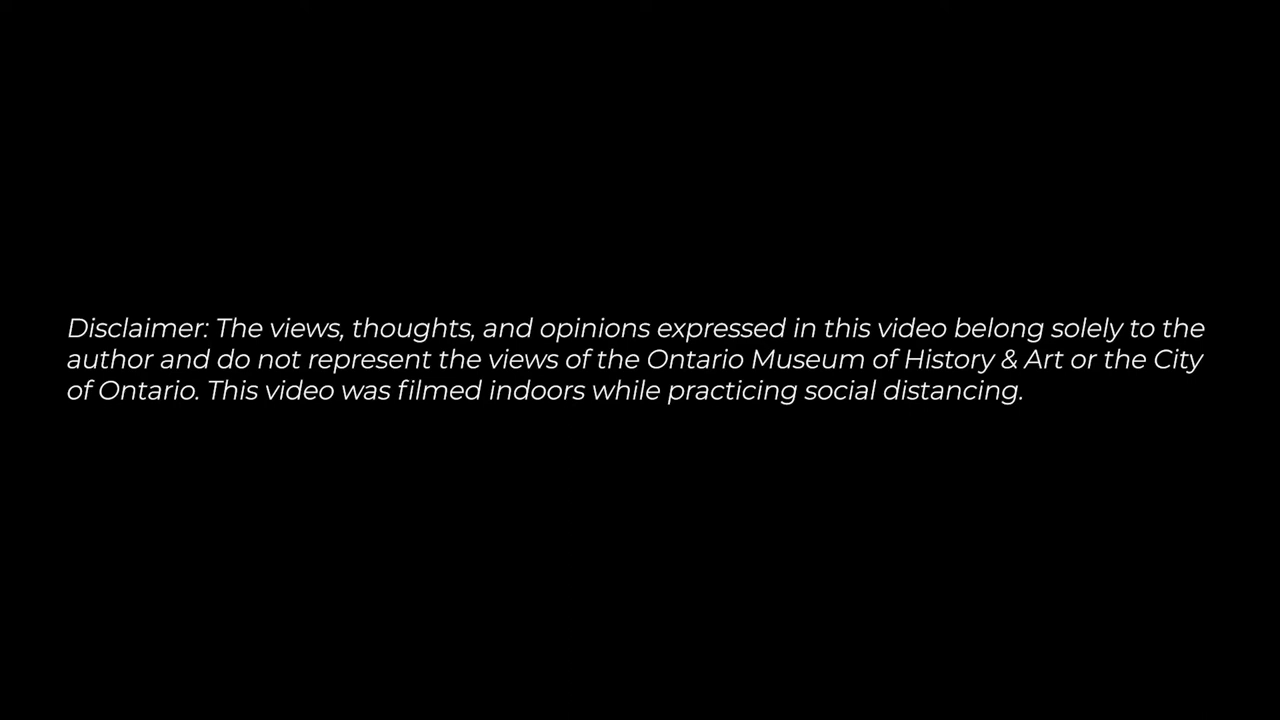 Disclaimer: The views, thoughts, and opinions expressed in this video belong solely to the
author and do not represent the views of the Ontario Museum of History & Art or the City
of Ontario. This video was filmed indoors while practicing social distancing.